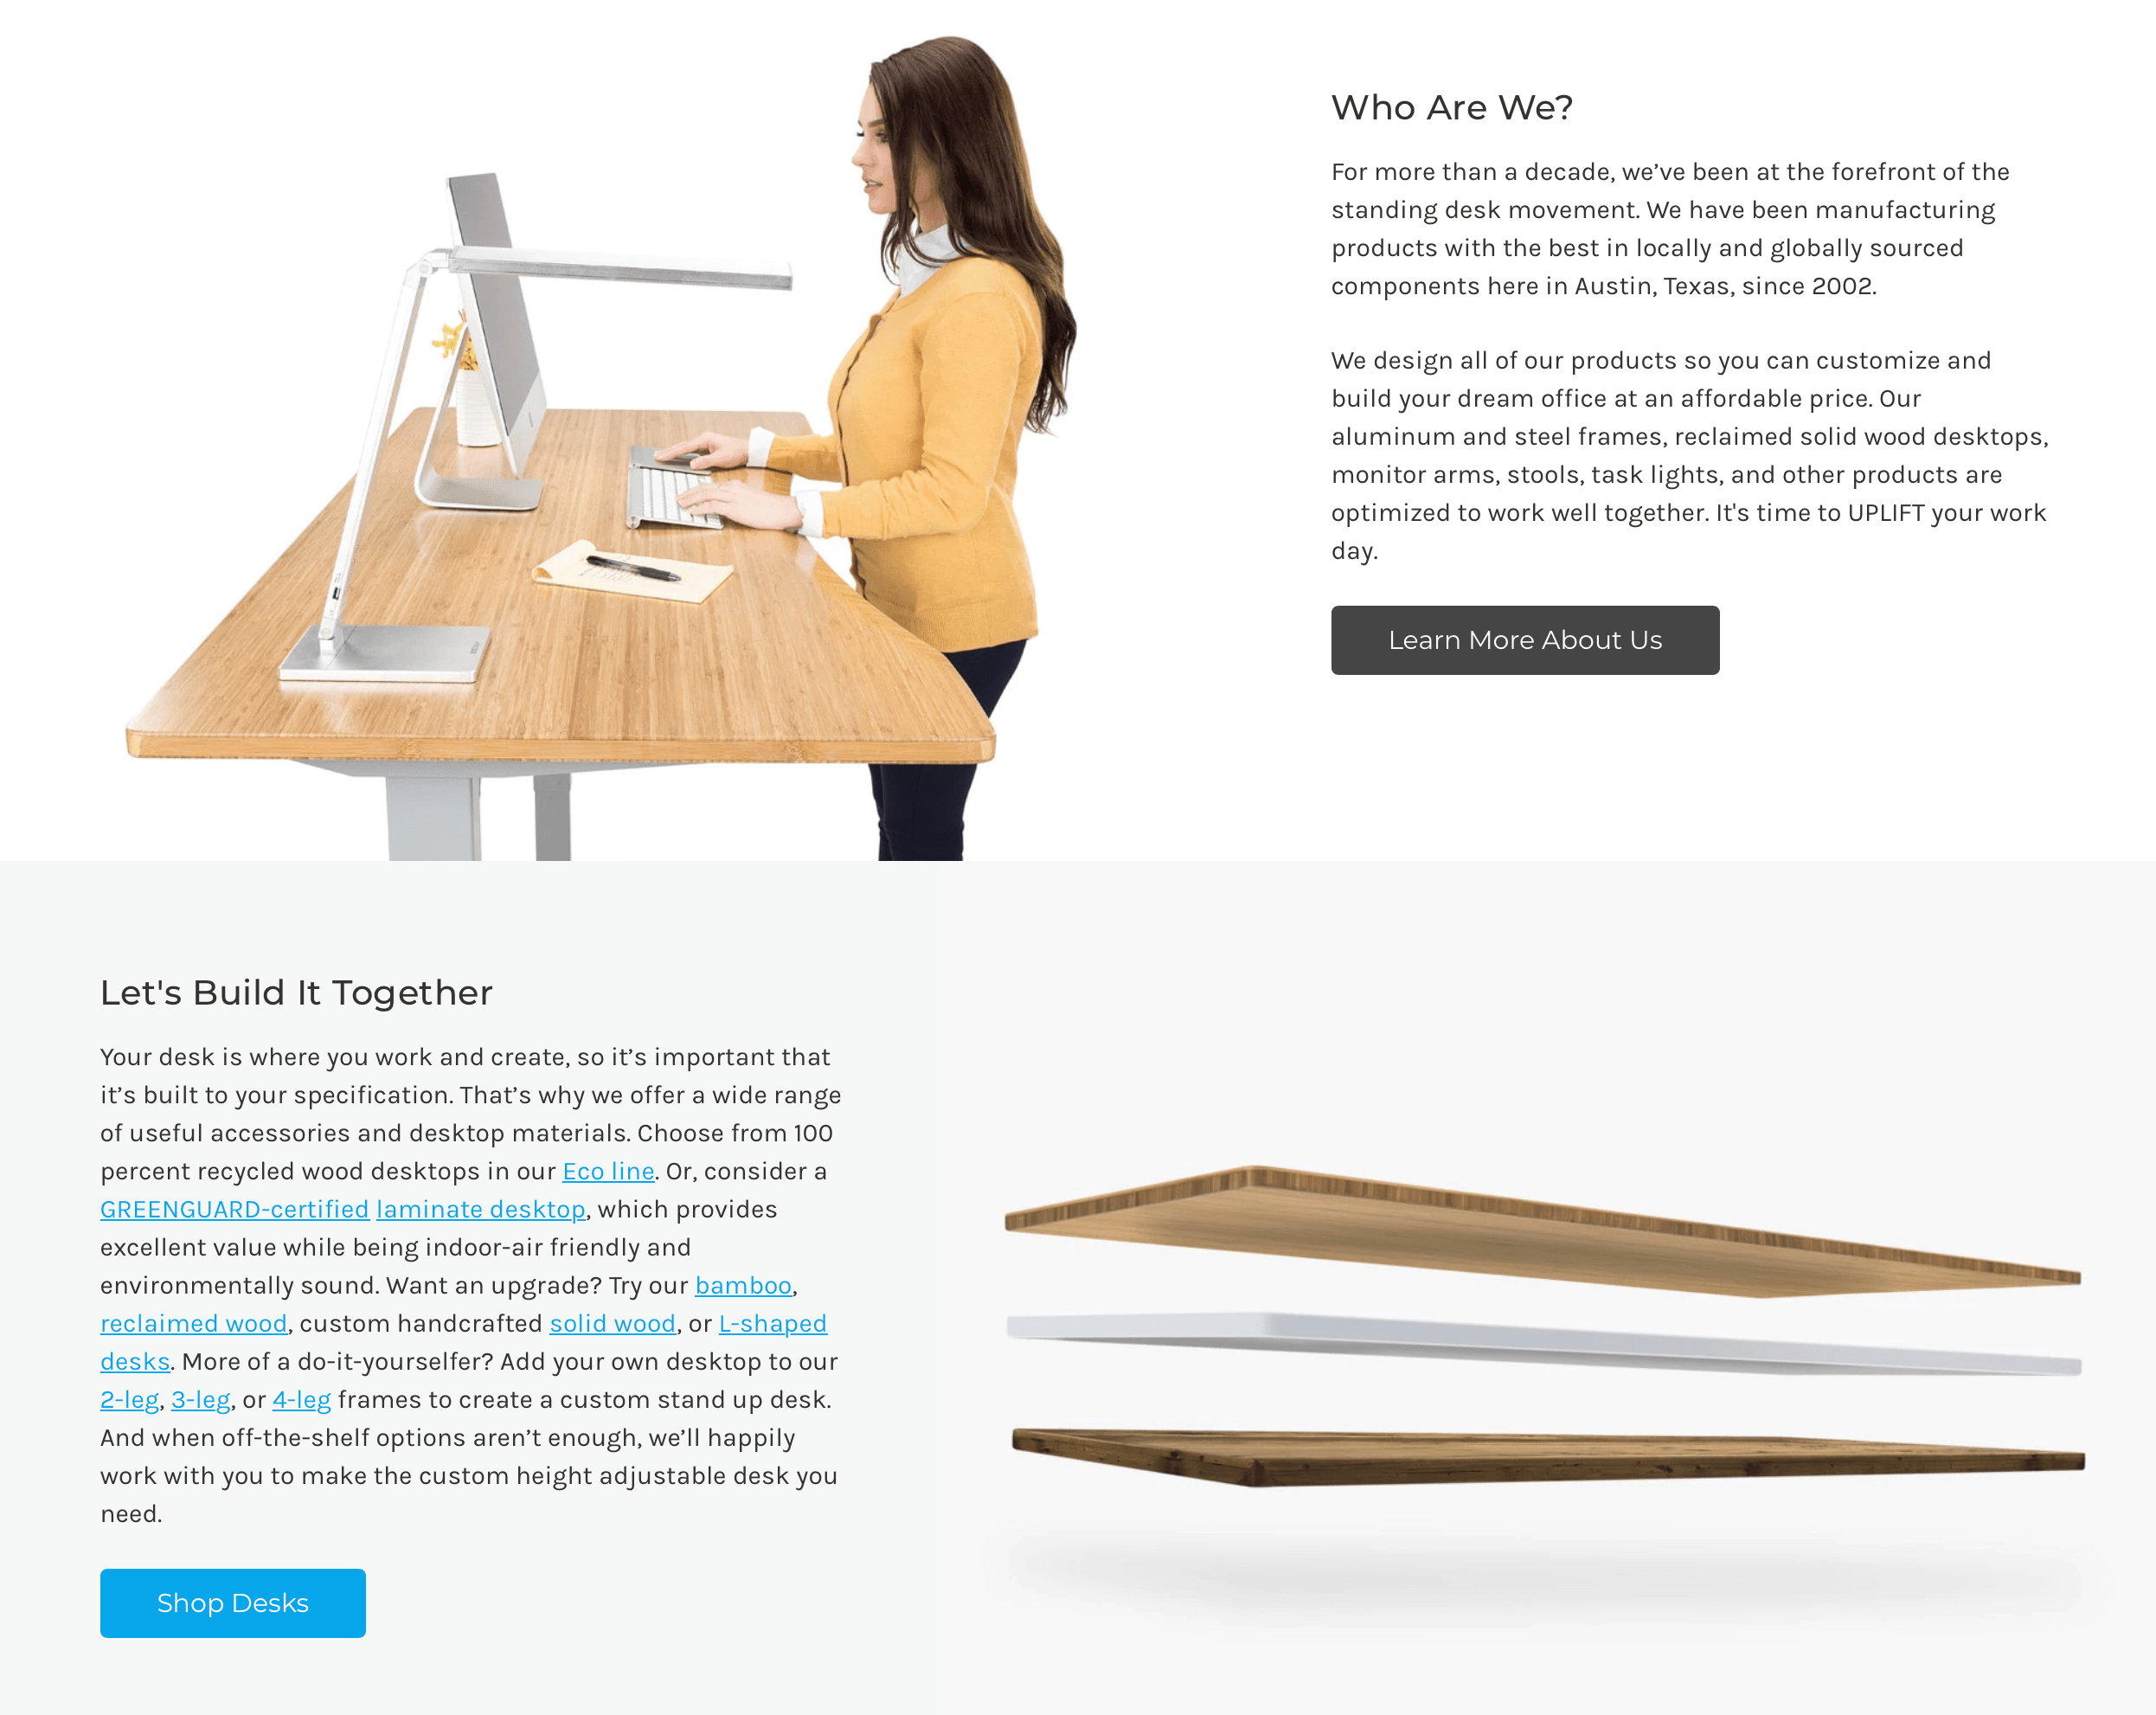 Who Are We?
For more than a decade, we’ve been at the forefront of the
standing desk movement. We have been manufacturing
products with the best in locally and globally sourced
components here in Austin, Texas, since 2002.
We design all of our products so you can customize and
build your dream office at an affordable price. Our
aluminum and steel frames, reclaimed solid wood desktops,
monitor arms, stools, task lights, and other products are
optimized to work well together. It's time to UPLIFT your work
day.
Learn More About Us
Let's Build It Together
Your desk is where you work and create, so it’s important that
it’s built to your specification. That’s why we offer a wide range
of useful accessories and desktop materials. Choose from 100
percent recycled wood desktops in our Eco line. Or, consider a
GREENGUARD-certified laminate desktop, which provides
excellent value while being indoor-air friendly and
environmentally sound. Want an upgrade? Try our bamboo,
reclaimed wood, custom handcrafted solid wood, or L-shaped
desks. More of a do-it-yourselfer? Add your own desktop to our
2-leg, 3-leg, or 4-leg frames to create a custom stand up desk.
And when off-the-shelf options aren’t enough, we’ll happily
work with you to make the custom height adjustable desk you
need.
Shop Desks